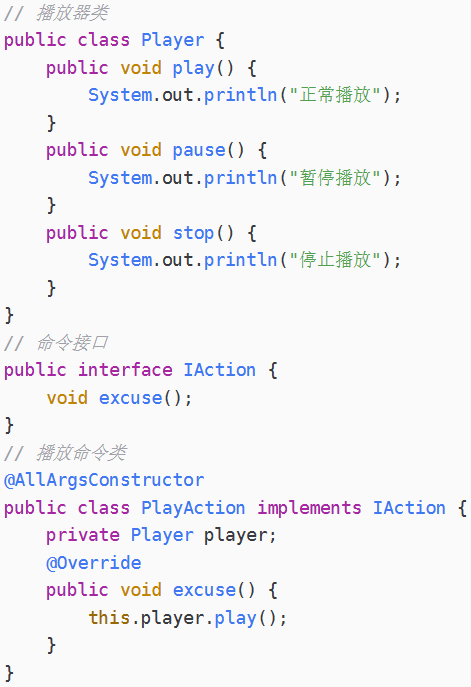 // 播放器类
public class Player {
    public void play() {
        System.out.println("正常播放");
    }
    public void pause() {
        System.out.println("暂停播放");
    }
    public void stop() {
        System.out.println("停止播放");
    }
}
// 命令接口
public interface IAction {
    void excuse();
}
// 播放命令类
@AllArgsConstructor
public class PlayAction implements IAction {
    private Player player;
    @Override
    public void excuse() {
        this.player.play();
    }
}